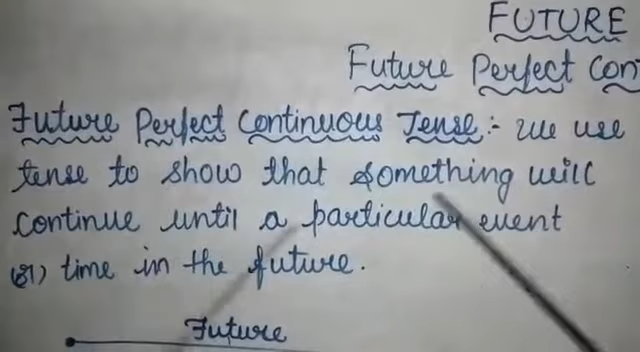 FUTURE
Future Perfect Con
Future Perfect Continuous Tense:- We use
tense to show that something will
continue until a particular event
(or) time in the future.
Future